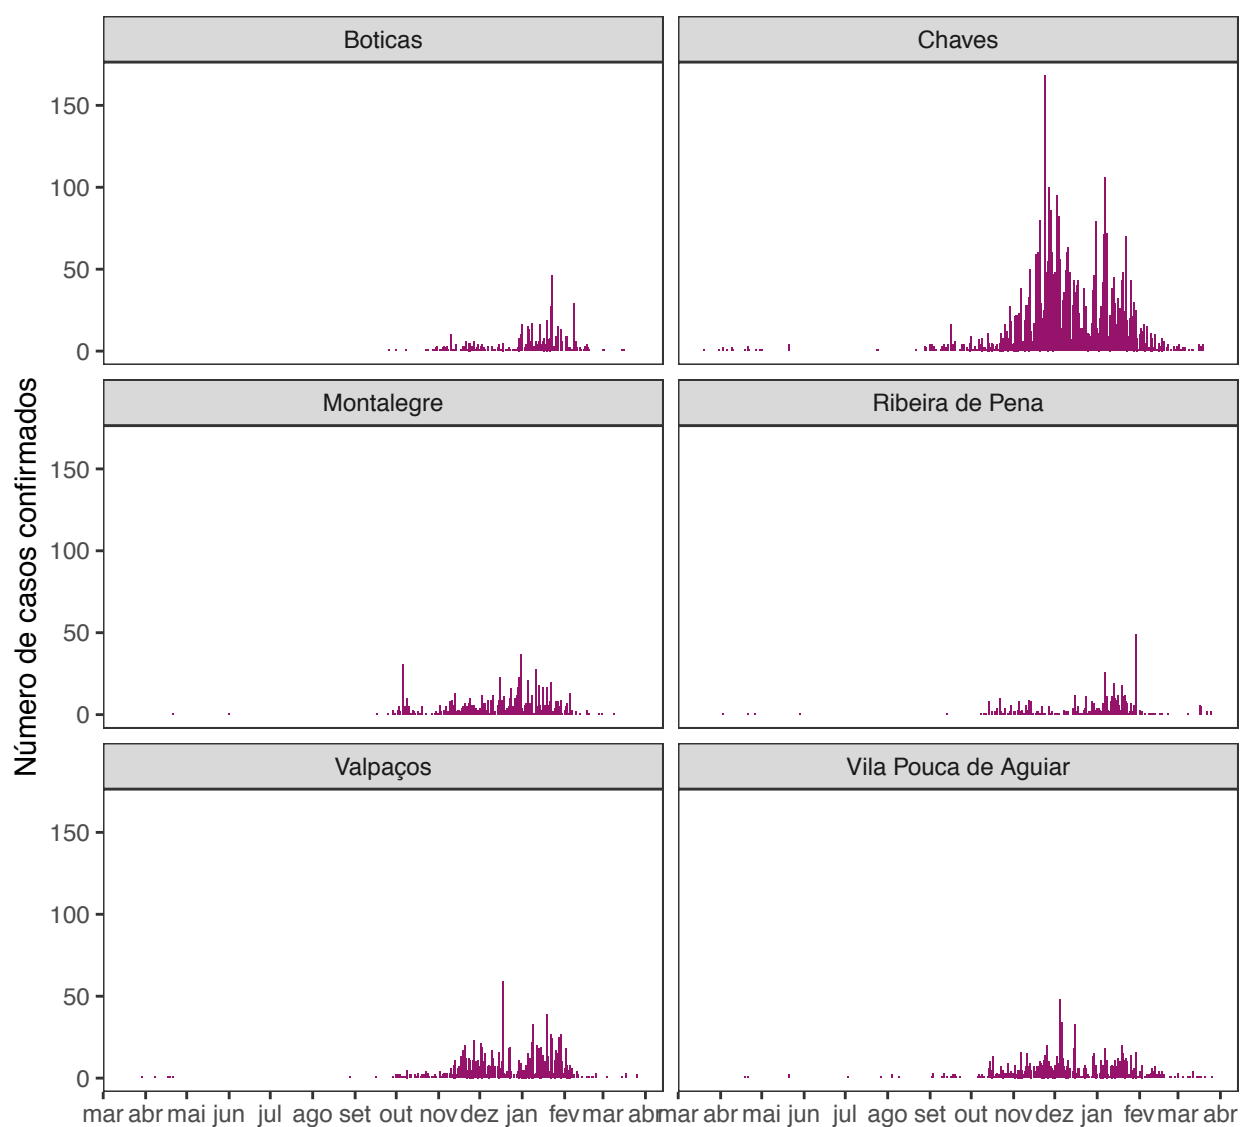 Boticas
Chaves
150
100
50
0
Montalegre
Ribeira de Pena
Número de casos confirmados
150
100
50
0
Valpaços
Vila Pouca de Aguiar
150
100
50
0
mar abr mai jun jul ago set out nov dez jan fev mar abr
mar abr mai jun jul ago set out nov dez jan fev mar abr